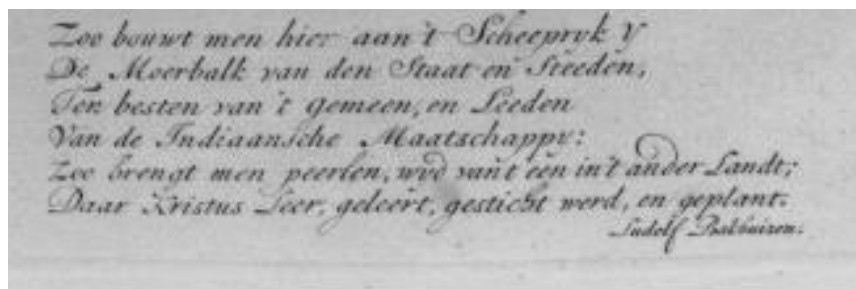 Zoo bouwt men hier aan't Scheepryk Y
De Moerbalk van den Staat en Steeden,
Ten besten van't gemeen, en Leeden
Van de Indiaansche Maatschappy:
Zoo brengt men peerlen, wyd van't een in't ander Landt;
Daar Kristus Leer, geleert, gesticht werd, en geplant.
Ludolf Bakhuizen.